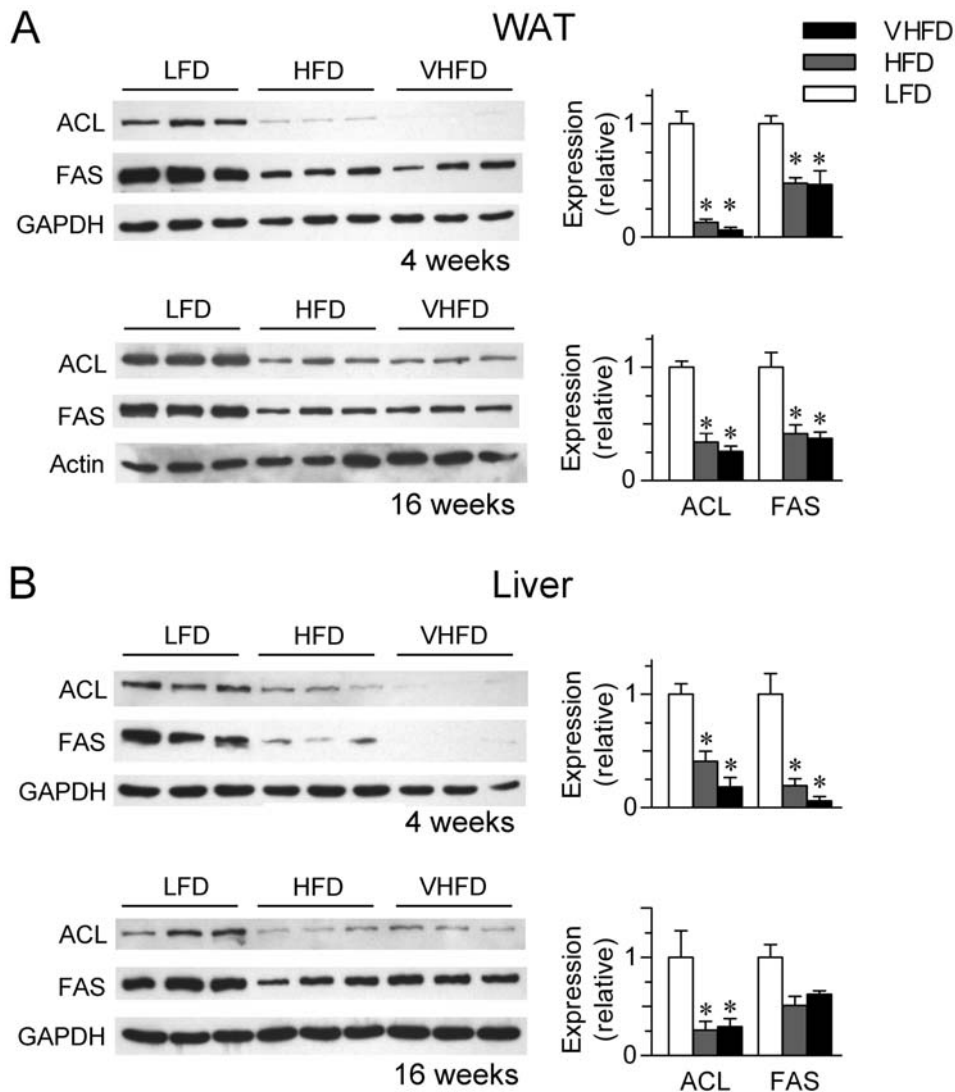 A
WAT
VHFD
HFD
LFD
LFD HFD VHFD
ACL
FAS
GAPDH
4 weeks
Expression
(relative)
1
0
* * * *
LFD HFD VHFD
ACL
FAS
Actin
16 weeks
Expression
(relative)
1
0
* * * *
ACL FAS
B
Liver
LFD HFD VHFD
ACL
FAS
GAPDH
4 weeks
Expression
(relative)
1
0
* * * *
LFD HFD VHFD
ACL
FAS
GAPDH
16 weeks
Expression
(relative)
1
0
* *
ACL FAS